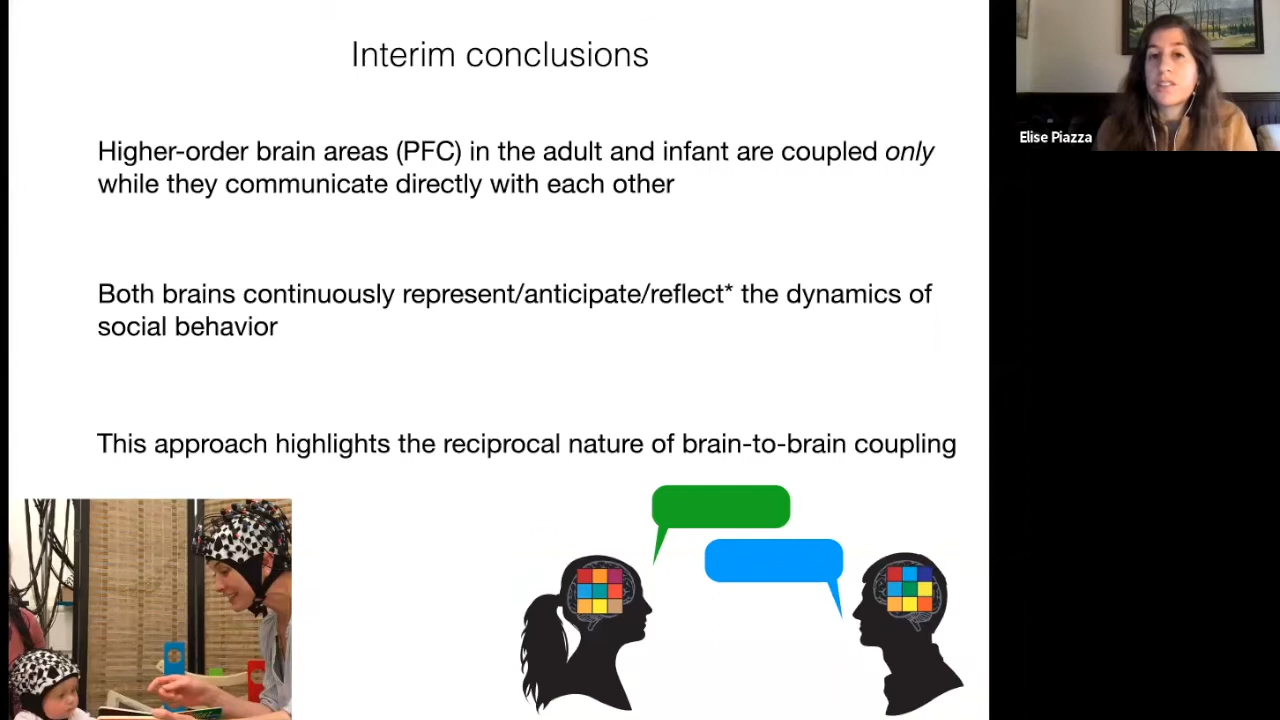 Interim conclusions
Higher-order brain areas (PFC) in the adult and infant are coupled only
while they communicate directly with each other
Both brains continuously represent/anticipate/reflect* the dynamics of
social behavior
This approach highlights the reciprocal nature of brain-to-brain coupling
Elise Piazza